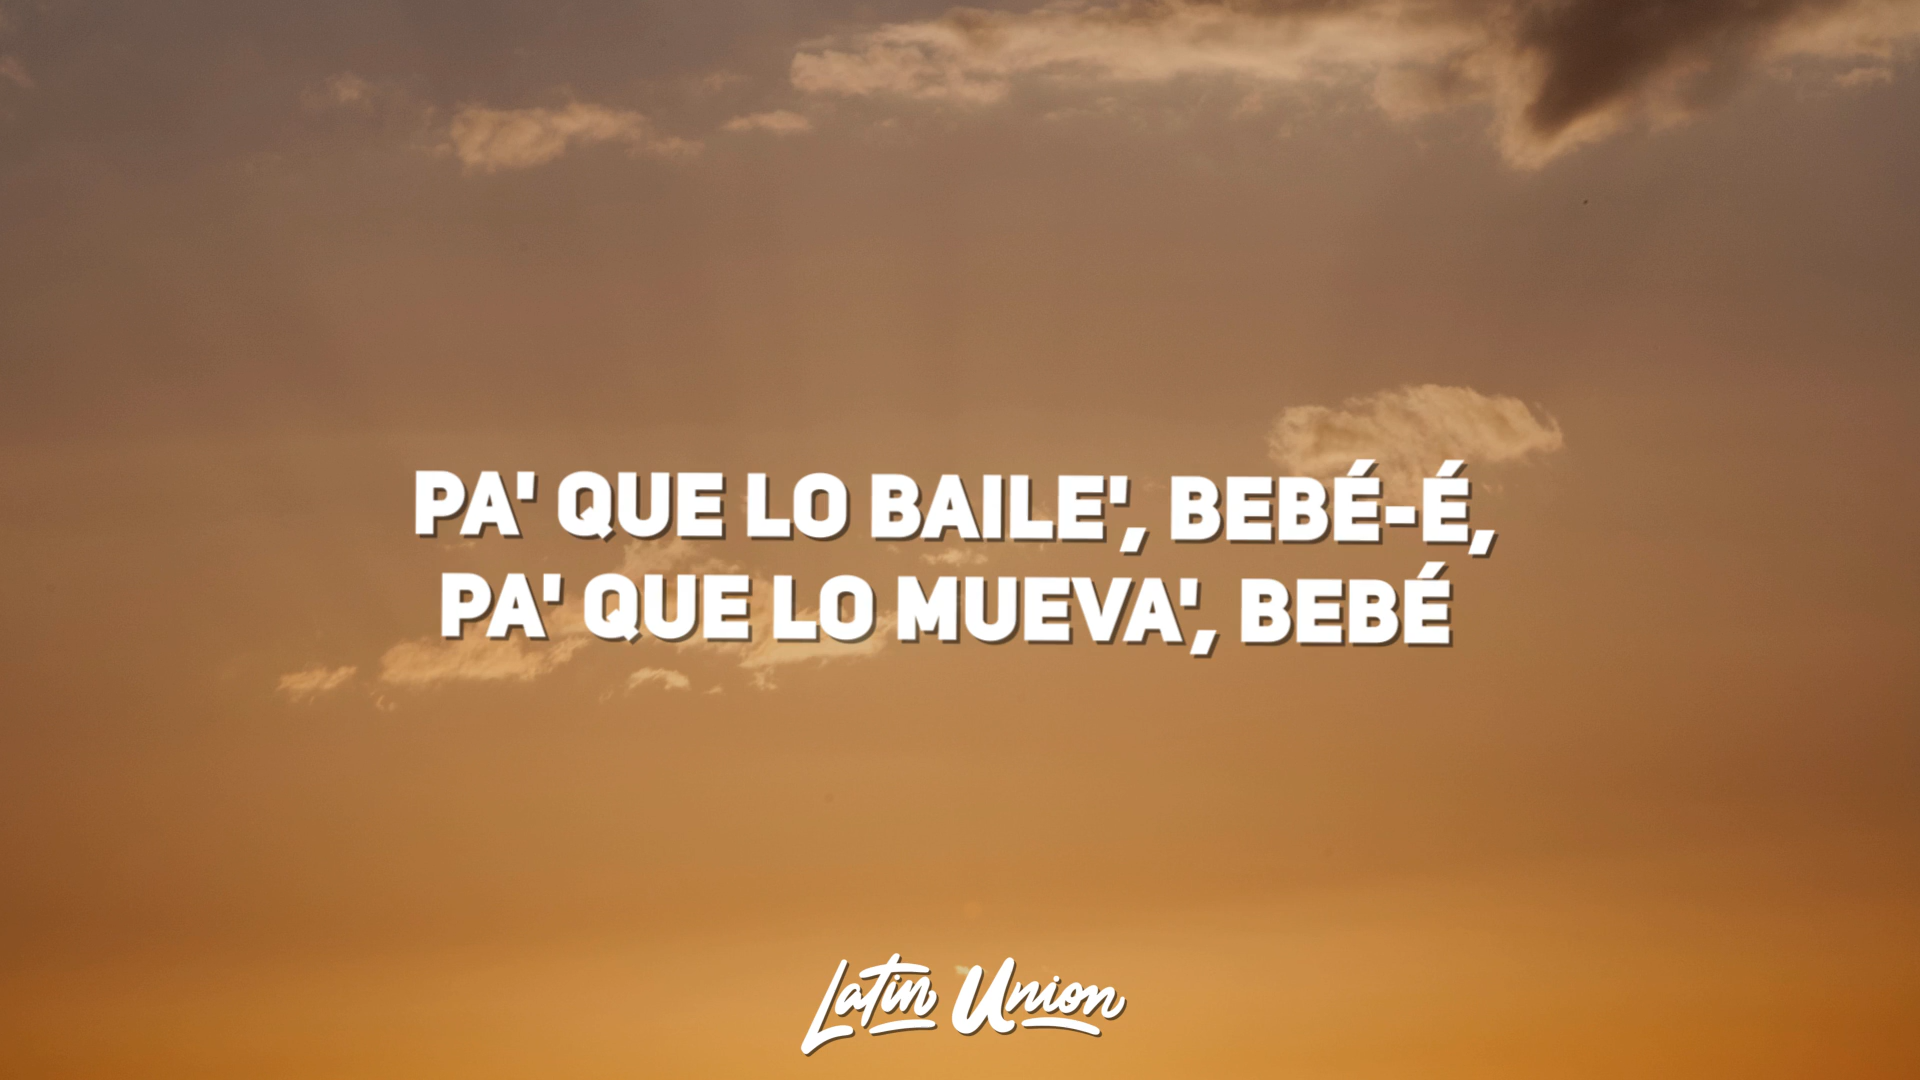 PA' QUE LO BAILE', BEBÉ-É,
PA' QUE LO MUEVA', BEBÉ
Latin Union